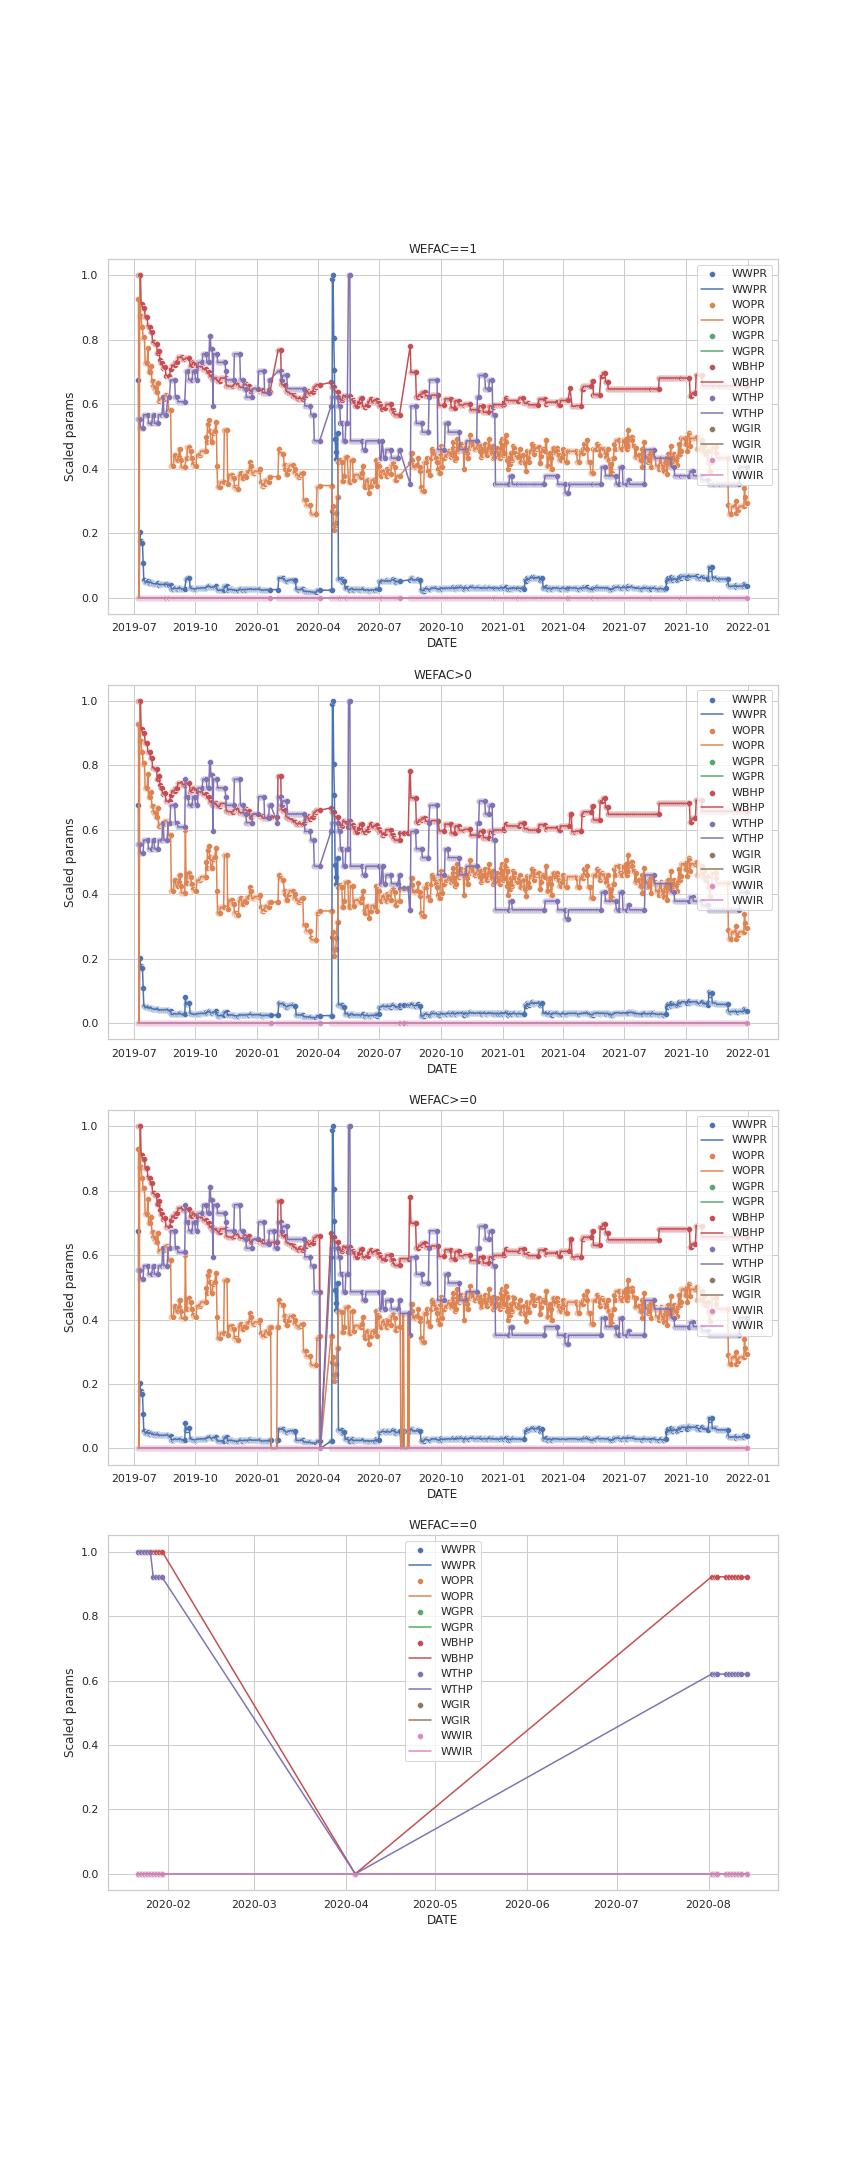 WEFAC==1
1.0
0.8
0.6
0.4
0.2
0.0
Scaled params
WWPR
WWPR
WOPR
WOPR
WGPR
WGPR
WBHP
WBHP
WTHP
WTHP
WGIR
WGIR
WWIR
WWIR
2019-07 2019-10 2020-01 2020-04 2020-07 2020-10 2021-01 2021-04 2021-07 2021-10 2022-01
DATE
WEFAC>0
1.0
0.8
0.6
0.4
0.2
0.0
Scaled params
WWPR
WWPR
WOPR
WOPR
WGPR
WGPR
WBHP
WBHP
WTHP
WTHP
WGIR
WGIR
WWIR
WWIR
2019-07 2019-10 2020-01 2020-04 2020-07 2020-10 2021-01 2021-04 2021-07 2021-10 2022-01
DATE
WEFAC>=0
1.0
0.8
0.6
0.4
0.2
0.0
Scaled params
WWPR
WWPR
WOPR
WOPR
WGPR
WGPR
WBHP
WBHP
WTHP
WTHP
WGIR
WGIR
WWIR
WWIR
2019-07 2019-10 2020-01 2020-04 2020-07 2020-10 2021-01 2021-04 2021-07 2021-10 2022-01
DATE
WEFAC==0
1.0
0.8
0.6
0.4
0.2
0.0
Scaled params
WWPR
WWPR
WOPR
WOPR
WGPR
WGPR
WBHP
WBHP
WTHP
WTHP
WGIR
WGIR
WWIR
WWIR
2020-02 2020-03 2020-04 2020-05 2020-06 2020-07 2020-08
DATE